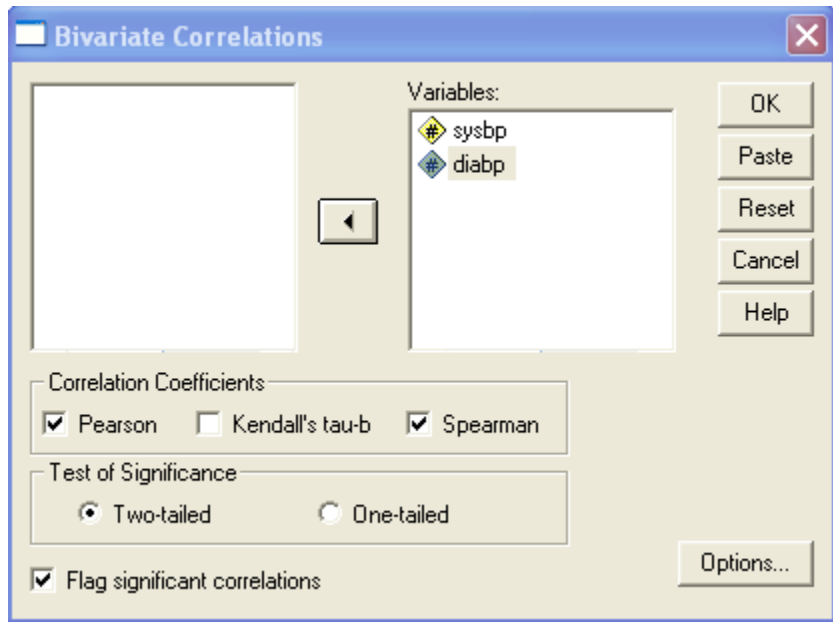 Bivariate Correlations
Variables:
# sysbp
# diabp
OK
Paste
Reset
Cancel
Help
Correlation Coefficients
Pearson Kendall's tau-b Spearman
Test of Significance
Two-tailed One-tailed
Flag significant correlations
Options...